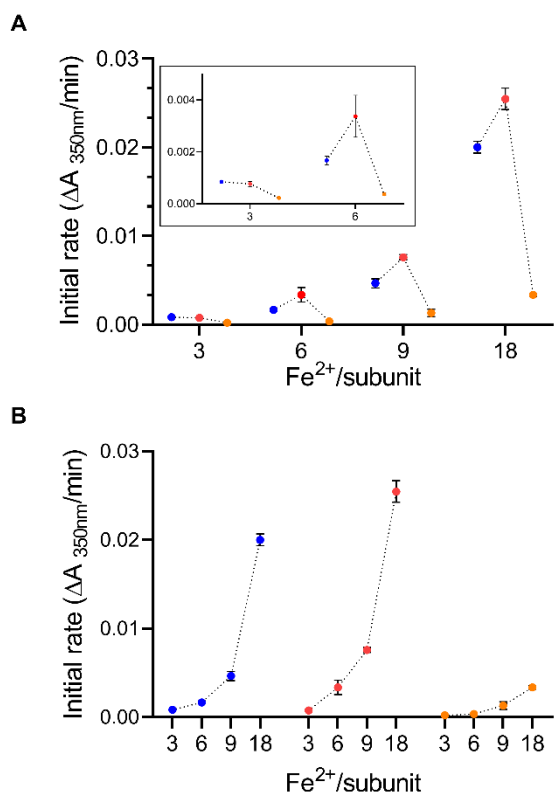 A
Initial rate (ΔA 350nm/min)
0.03
0.02
0.01
0.00
0.004
0.002
0.000
3 6
3 6 9 18
Fe2+/subunit
B
Initial rate (ΔA 350nm/min)
0.03
0.02
0.01
0.00
3 6 9 18 3 6 9 18 3 6 9 18
Fe2+/subunit